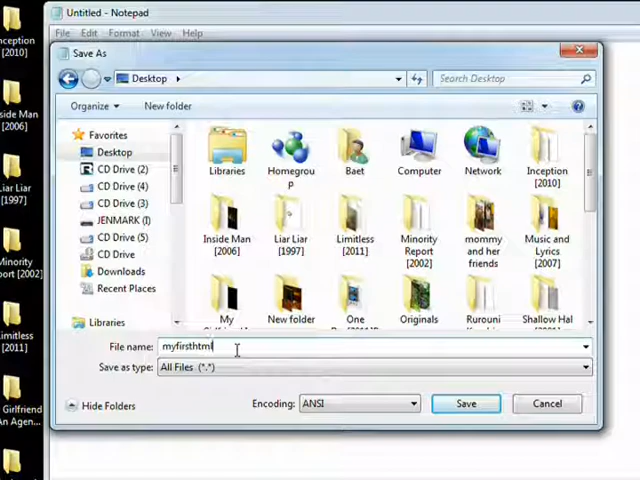 Untitled - Notepad
File Edit Format View Help
Save As
Desktop
Search Desktop
Organize New folder
Favorites
Desktop
CD Drive (2)
CD Drive (4)
CD Drive (3)
JENMARK (I)
CD Drive (5)
CD Drive
Downloads
Recent Places
Libraries
Libraries Homegrou Baet Computer Network Inception
p [2010]
Inside Man Liar Liar Limitless Minority mommy Music and
[2006] [1997] [2011] Report and her Lyrics
[2002] friends [2007]
My New folder One Originals Rurouni Shallow Hal
File name: myfirsthtml
Save as type: All Files (*.*)
Hide Folders Encoding: ANSI Save Cancel
Inception
[2010]
nside Man
[2006]
Liar Liar
[1997]
Minority
port [2002]
Limitless
[2011]
Girlfriend
An Agen...